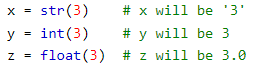 x = str(3)    # x will be '3'
y = int(3)    # y will be 3
z = float(3)  # z will be 3.0